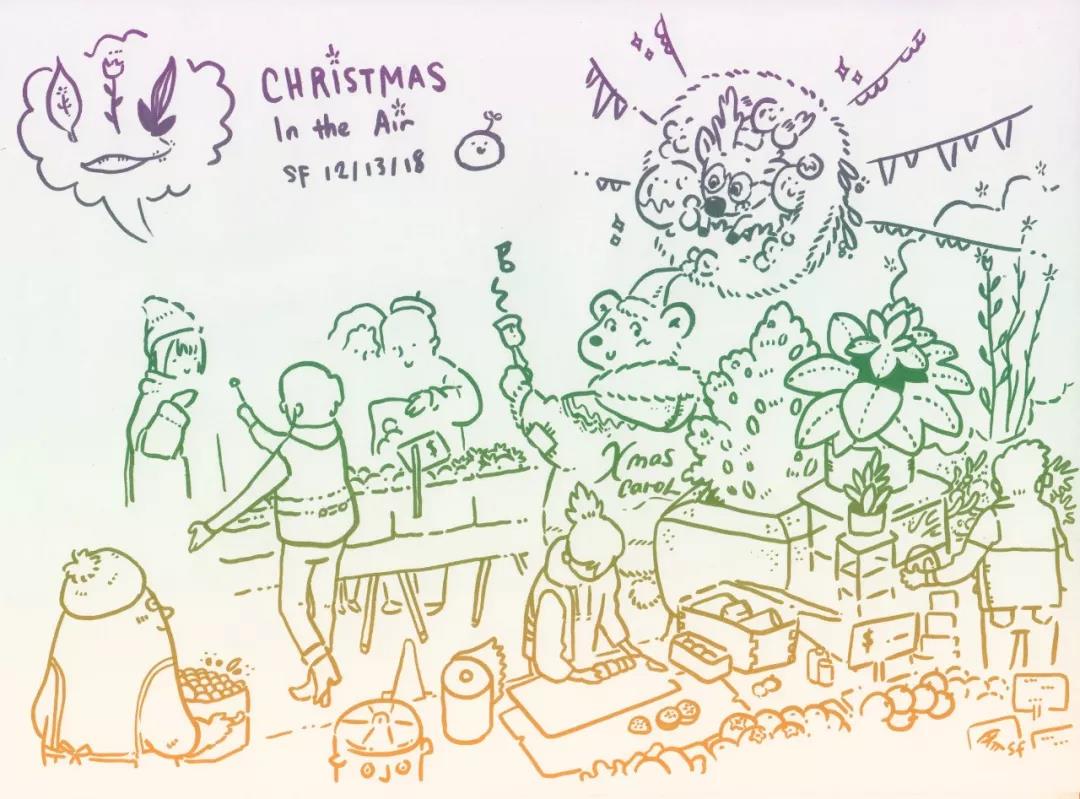 CHRISTMAS
In the Air
SF 12/13/18
B
$
Xmas
Carol
$